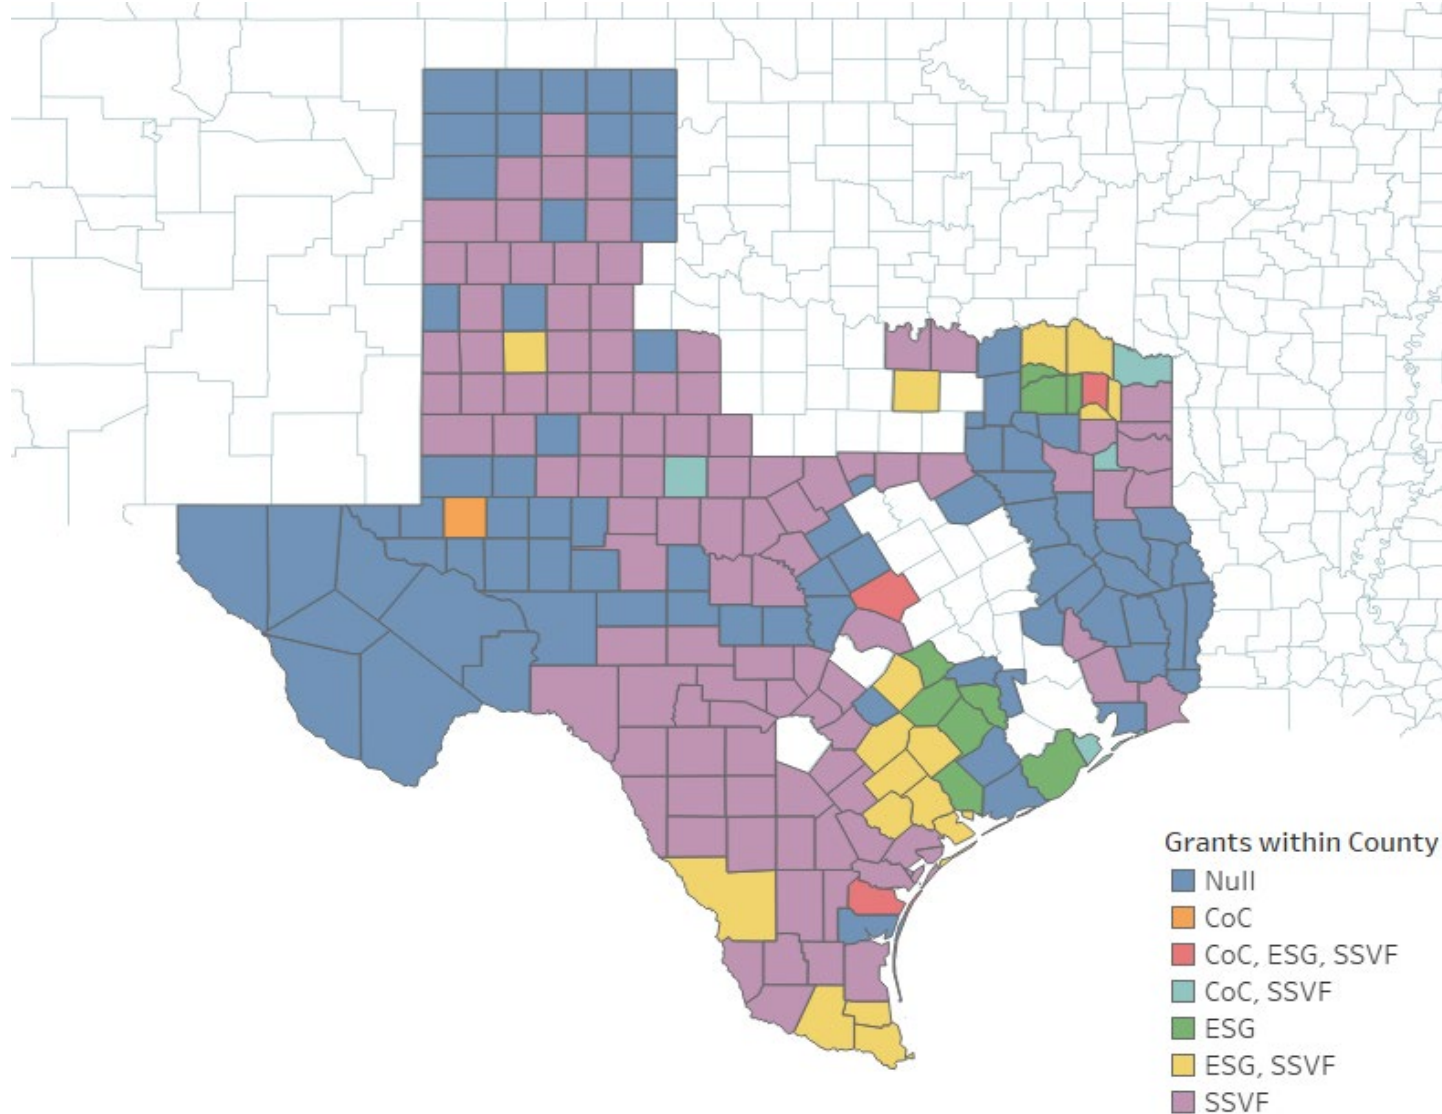 Grants within County
Null
CoC
CoC, ESG, SSVF
CoC, SSVF
ESG
ESG, SSVF
SSVF